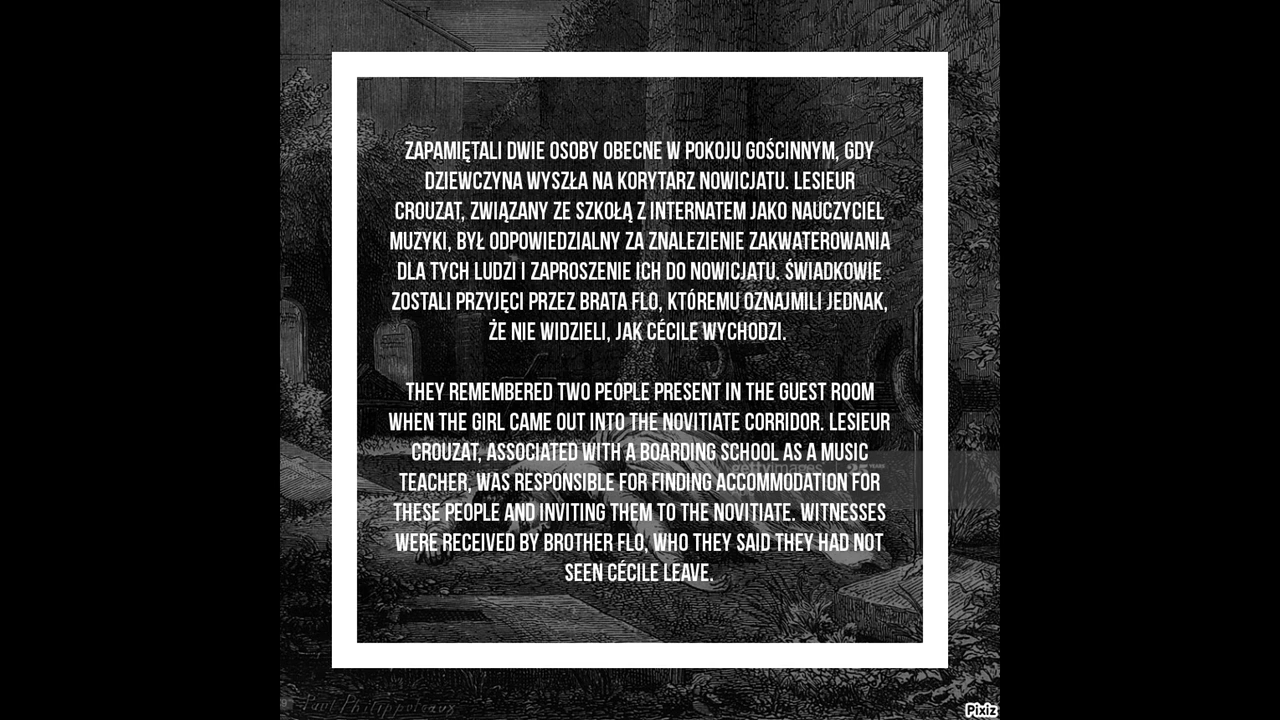 ZAPAMIĘTALI DWIE OSOBY OBECNE W POKOJU GOŚCINNYM, GDY
DZIEWCZYNA WYSZŁA NA KORYTARZ NOWICJATU. LESIEUR
CROUZAT, ZWIĄZANY ZE SZKOŁĄ Z INTERNATEM JAKO NAUCZYCIEL
MUZYKI, BYŁ ODPOWIEDZIALNY ZA ZNALEZIENIE ZAKWATEROWANIA
DLA TYCH LUDZI I ZAPROSZENIE ICH DO NOWICJATU. ŚWIADKOWIE
ZOSTALI PRZYJĘCI PRZEZ BRATA FLO, KTÓREMU OZNAJMILI JEDNAK,
ŻE NIE WIDZIELI, JAK CÉCILE WYCHODZI.
THEY REMEMBERED TWO PEOPLE PRESENT IN THE GUEST ROOM
WHEN THE GIRL CAME OUT INTO THE NOVITIATE CORRIDOR. LESIEUR
CROUZAT, ASSOCIATED WITH A BOARDING SCHOOL AS A MUSIC
TEACHER, WAS RESPONSIBLE FOR FINDING ACCOMMODATION FOR
THESE PEOPLE AND INVITING THEM TO THE NOVITIATE. WITNESSES
WERE RECEIVED BY BROTHER FLO, WHO THEY SAID THEY HAD NOT
SEEN CÉCILE LEAVE.
gettyimages
Paul Philippoteaux
Pixiz